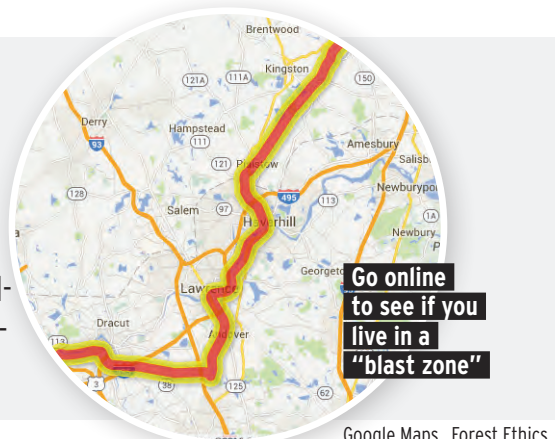 Brentwood
Kingston
121A
111A
150
Derry
Hampstead
111
93
Amesbury
121
Salisb
128
495
Newburypo
Salem
97
113
Haverhill
1A
Newbury
Georget
Lawrence
Go online
to see if you
live in a
“blast zone”
Dracut
Andover
113
3
38
125
62
Google Maps, Forest Ethics